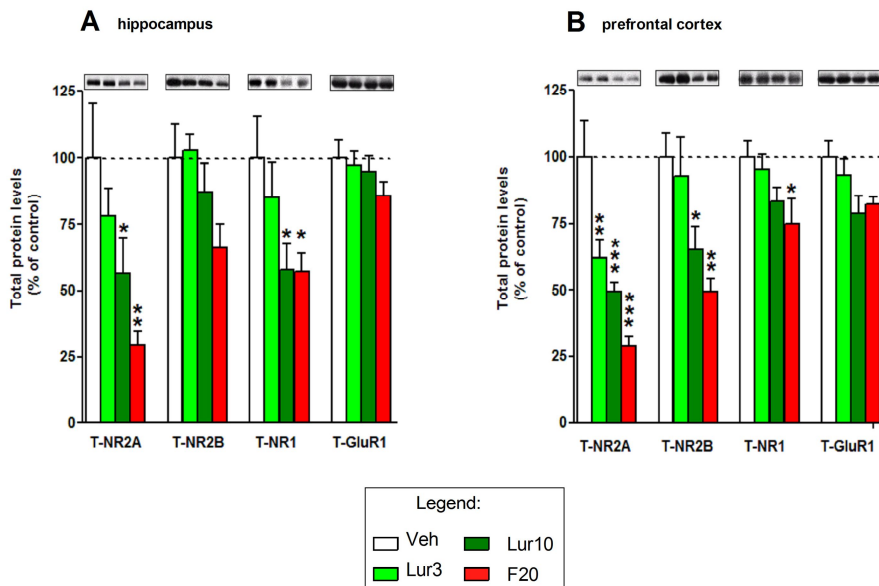 A hippocampus
B prefrontal cortex
Total protein levels
(% of control)
125
100
75
50
25
0
*
**
*
*
T-NR2A T-NR2B T-NR1 T-GluR1
Total protein levels
(% of control)
125
100
75
50
25
0
**
***
***
*
**
*
T-NR2A T-NR2B T-NR1 T-GluR1
Legend:
Veh Lur10
Lur3 F20